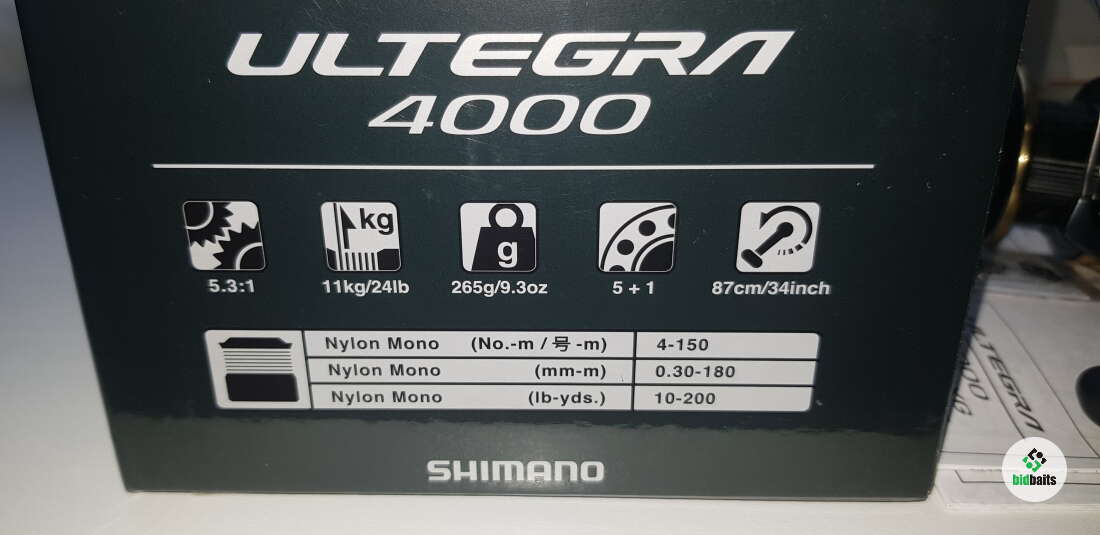 ULTEGRA
4000
kg
g
5.3:1
11kg/24lb
265g/9.3oz
5 + 1
87cm/34inch
Nylon Mono (No.-m / 号 -m) 4-150
Nylon Mono (mm-m) 0.30-180
Nylon Mono (lb-yds.) 10-200
SHIMANO
ULTEGRA
bidbaits